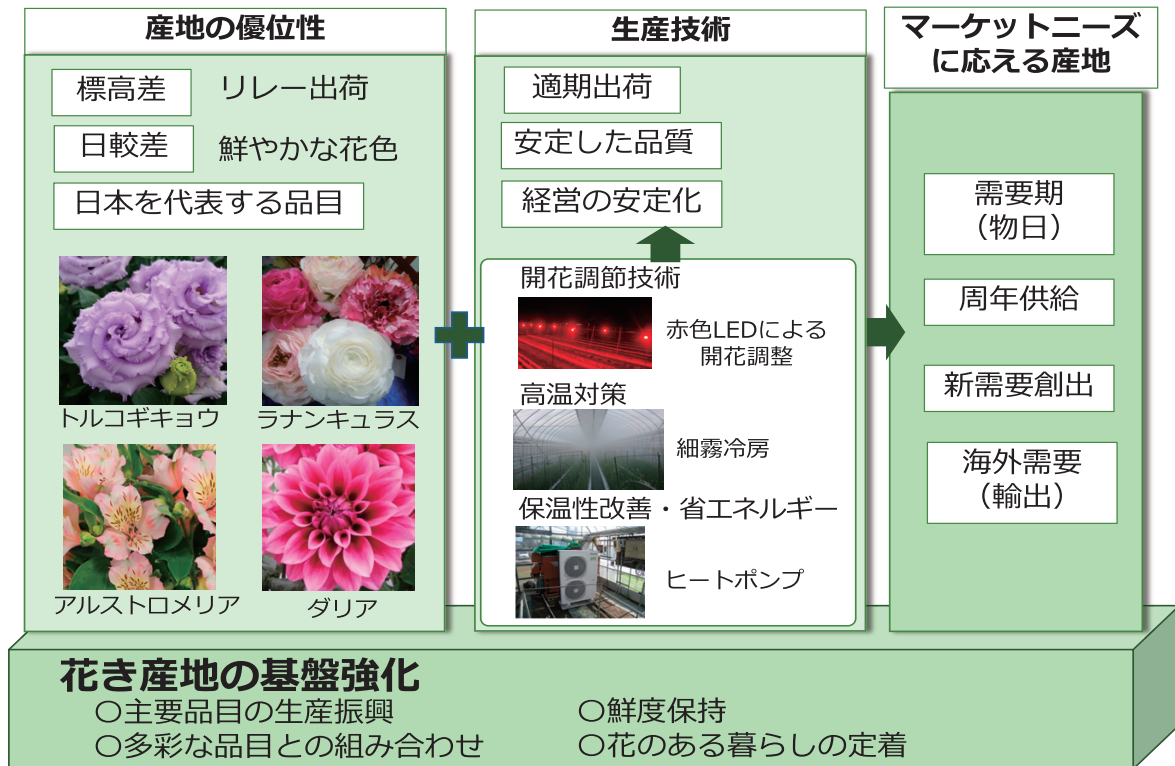 産地の優位性
標高差 リレー出荷
日較差 鮮やかな花色
日本を代表する品目
トルコギキョウ ラナンキュラス
アルストロメリア ダリア
生産技術
適期出荷
安定した品質
経営の安定化
開花調節技術
赤色LEDによる
開花調整
高温対策
細霧冷房
保温性改善・省エネルギー
ヒートポンプ
マーケットニーズ
に応える産地
需要期
（物日）
周年供給
新需要創出
海外需要
（輸出）
花き産地の基盤強化
○主要品目の生産振興 ○鮮度保持
○多彩な品目との組み合わせ ○花のある暮らしの定着